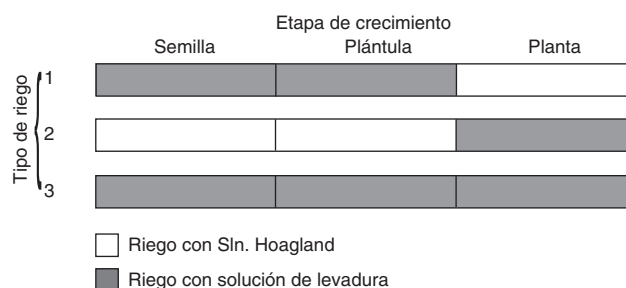 Etapa de crecimiento
Semilla Plántula Planta
Tipo de riego
1
2
3
Riego con Sln. Hoagland
Riego con solución de levadura